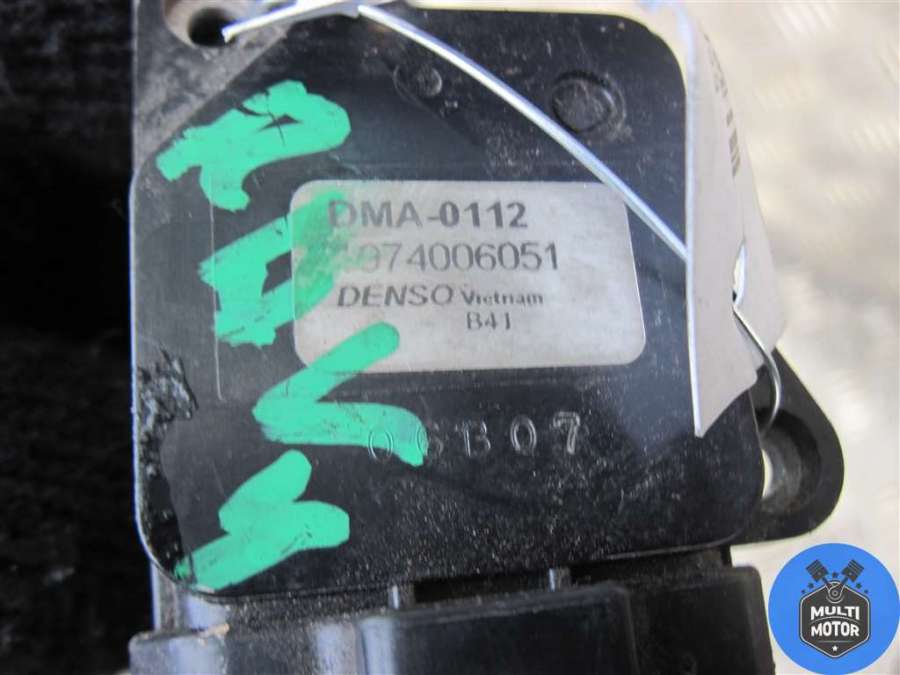 DMA-0112
974006051
DENSO Vietnam
B41
06B07
MULTI
MOTOR